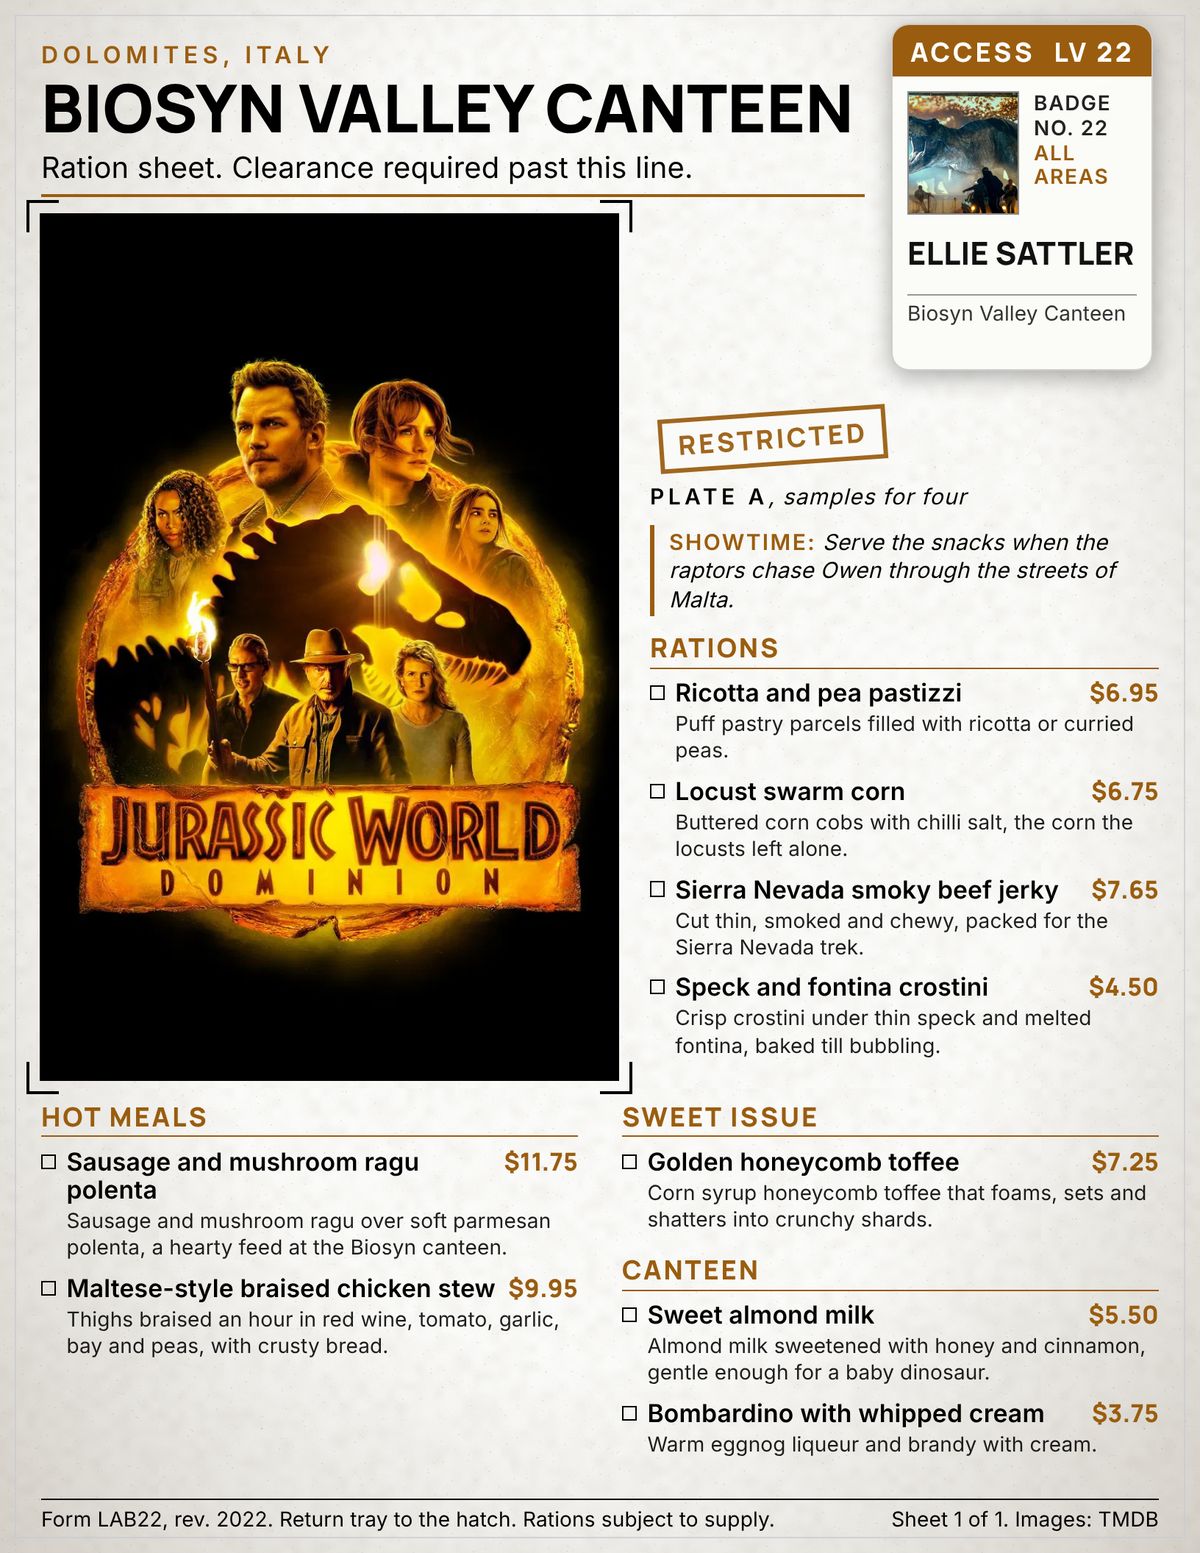 DOLOMITES, ITALY
BIOSYN VALLEY CANTEEN
Ration sheet. Clearance required past this line.
ACCESS LV 22
BADGE
NO. 22
ALL
AREAS
ELLIE SATTLER
Biosyn Valley Canteen
JURASSIC WORLD
DOMINION
RESTRICTED
PLATE A, samples for four
SHOWTIME: Serve the snacks when the
raptors chase Owen through the streets of
Malta.
RATIONS
Ricotta and pea pastizzi $6.95
Puff pastry parcels filled with ricotta or curried
peas.
Locust swarm corn $6.75
Buttered corn cobs with chilli salt, the corn the
locusts left alone.
Sierra Nevada smoky beef jerky $7.65
Cut thin, smoked and chewy, packed for the
Sierra Nevada trek.
Speck and fontina crostini $4.50
Crisp crostini under thin speck and melted
fontina, baked till bubbling.
HOT MEALS
Sausage and mushroom ragu $11.75
polenta
Sausage and mushroom ragu over soft parmesan
polenta, a hearty feed at the Biosyn canteen.
Maltese-style braised chicken stew $9.95
Thighs braised an hour in red wine, tomato, garlic,
bay and peas, with crusty bread.
SWEET ISSUE
Golden honeycomb toffee $7.25
Corn syrup honeycomb toffee that foams, sets and
shatters into crunchy shards.
CANTEEN
Sweet almond milk $5.50
Almond milk sweetened with honey and cinnamon,
gentle enough for a baby dinosaur.
Bombardino with whipped cream $3.75
Warm eggnog liqueur and brandy with cream.
Form LAB22, rev. 2022. Return tray to the hatch. Rations subject to supply.
Sheet 1 of 1. Images: TMDB